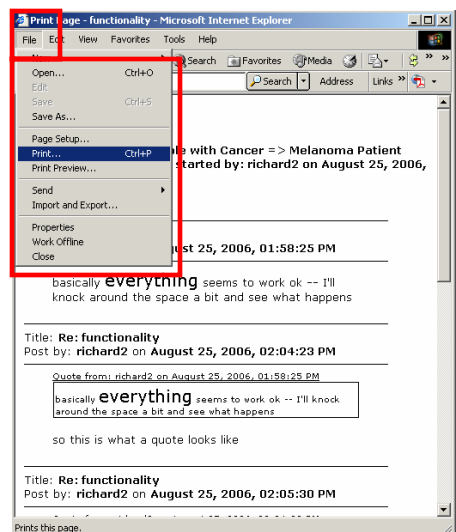 Print Page - functionality - Microsoft Internet Explorer
File Edit View Favorites Tools Help
Search Favorites Media » »
Search Address Links »
Open... Ctrl+O
Edit
Save Ctrl+S
Save As...
Page Setup...
Print... Ctrl+P
Print Preview...
Send
Import and Export...
Properties
Work Offline
Close
with Cancer => Melanoma Patient
started by: richard2 on August 25, 2006,
August 25, 2006, 01:58:25 PM
basically everything seems to work ok -- I'll
knock around the space a bit and see what happens
Title: Re: functionality
Post by: richard2 on August 25, 2006, 02:04:23 PM
Quote from: richard2 on August 25, 2006, 01:58:25 PM
basically everything seems to work ok -- I'll knock
around the space a bit and see what happens
so this is what a quote looks like
Title: Re: functionality
Post by: richard2 on August 25, 2006, 02:05:30 PM
Prints this page.